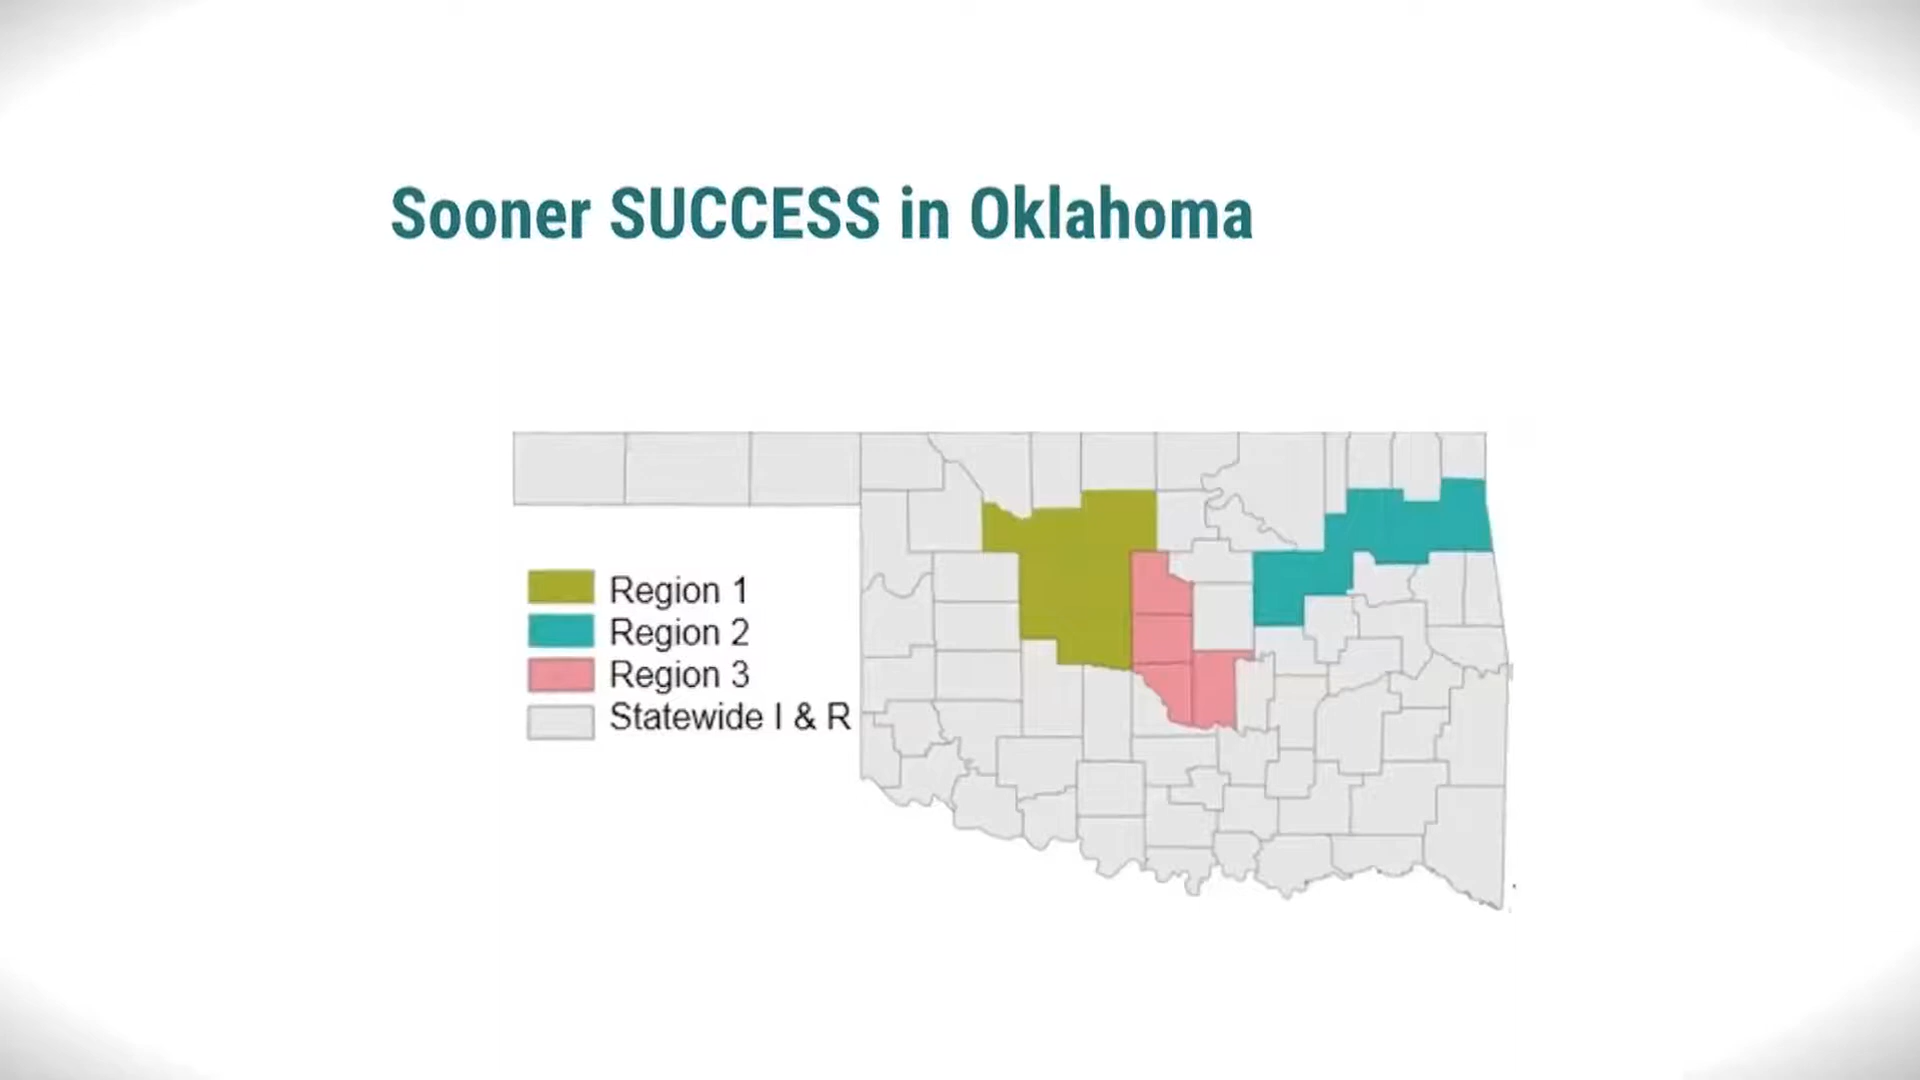 Sooner SUCCESS in Oklahoma
Region 1
Region 2
Region 3
Statewide I & R